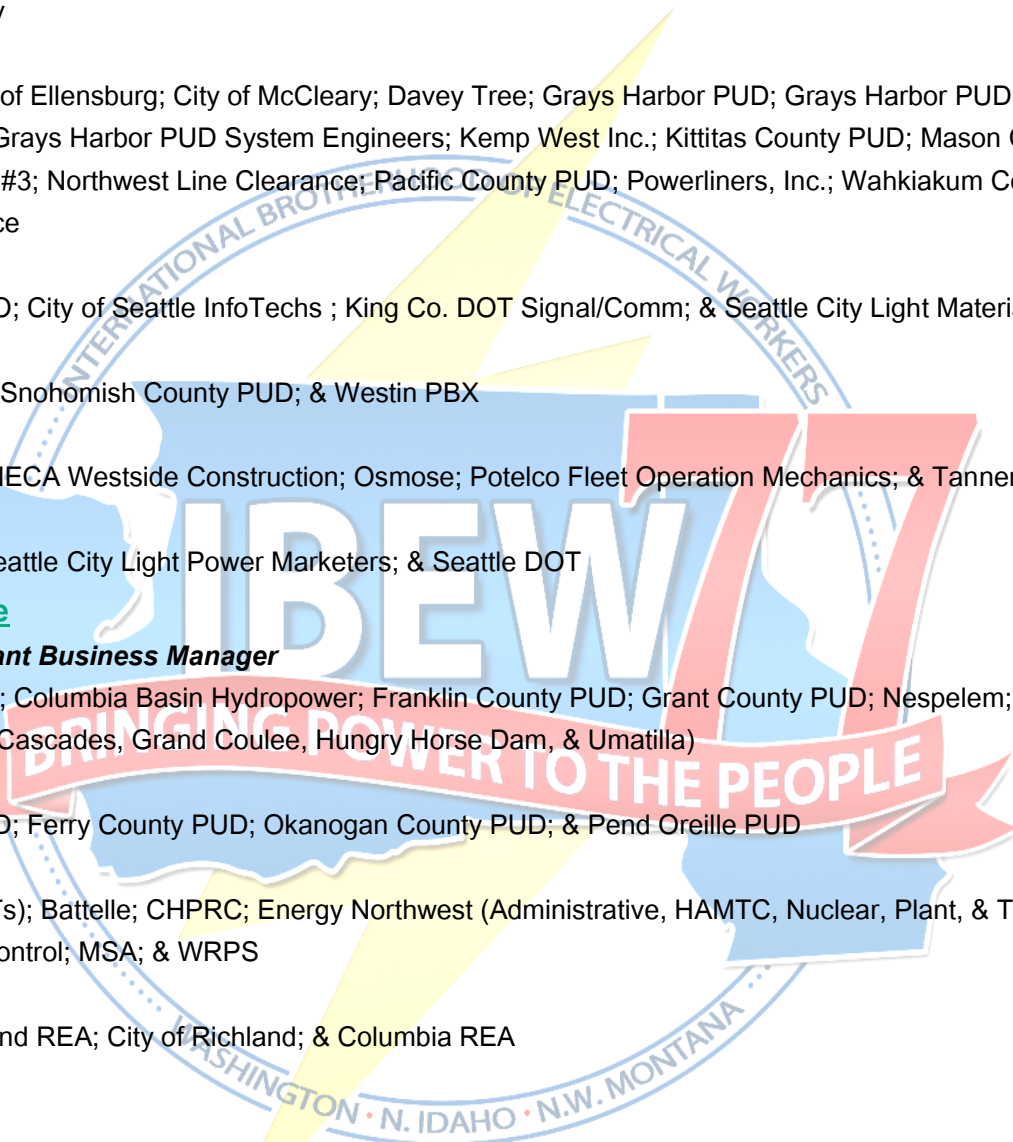 y
of Ellensburg; City of McCleary; Davey Tree; Grays Harbor PUD; Grays Harbor PUD
Grays Harbor PUD System Engineers; Kemp West Inc.; Kittitas County PUD; Mason
#3; Northwest Line Clearance; Pacific County PUD; Powerliners, Inc.; Wahkiakum
ce
INTERNATIONAL BROTHERHOOD OF ELECTRICAL WORKERS
; City of Seattle InfoTechs ; King Co. DOT Signal/Comm; & Seattle City Light
Snohomish County PUD; & Westin PBX
NECA Westside Construction; Osmose; Potelco Fleet Operation Mechanics; & Tanner
77
eattle City Light Power Marketers; & Seattle DOT
IBEW
e
ant Business Manager
; Columbia Basin Hydropower; Franklin County PUD; Grant County PUD; Nespelem;
Cascades, Grand Coulee, Hungry Horse Dam, & Umatilla)
BRINGING POWER TO THE PEOPLE
; Ferry County PUD; Okanogan County PUD; & Pend Oreille PUD
Ts); Battelle; CHPRC; Energy Northwest (Administrative, HAMTC, Nuclear, Plant, & T
ontrol; MSA; & WRPS
nd REA; City of Richland; & Columbia REA
WASHINGTON • N. IDAHO • N.W. MONTANA